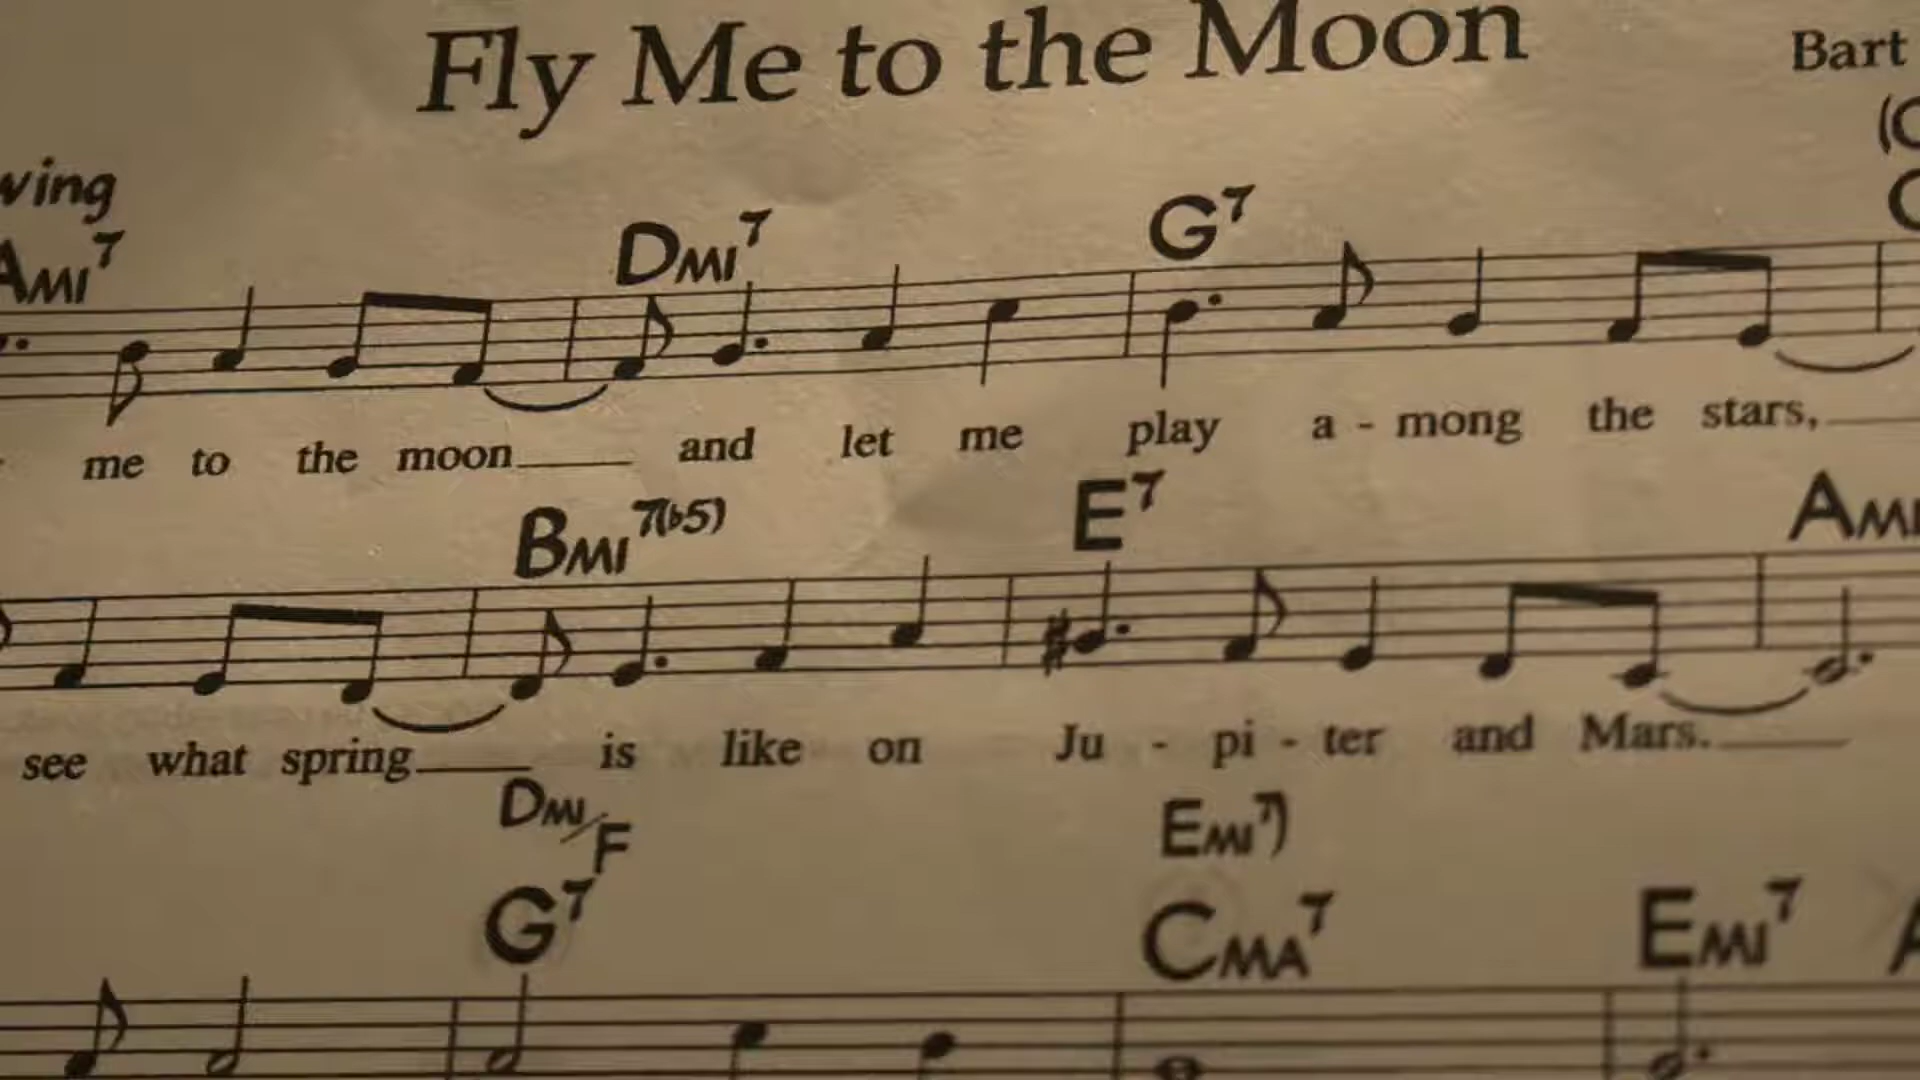 Fly Me to the Moon
Bart
AMI7 DMI7 G7
me to the moon and let me play a - mong the stars,
BMI7(♭5) E7 AMI
see what spring is like on Ju - pi - ter and Mars.
DMI/F EMI7)
G7 CMA7 EMI7